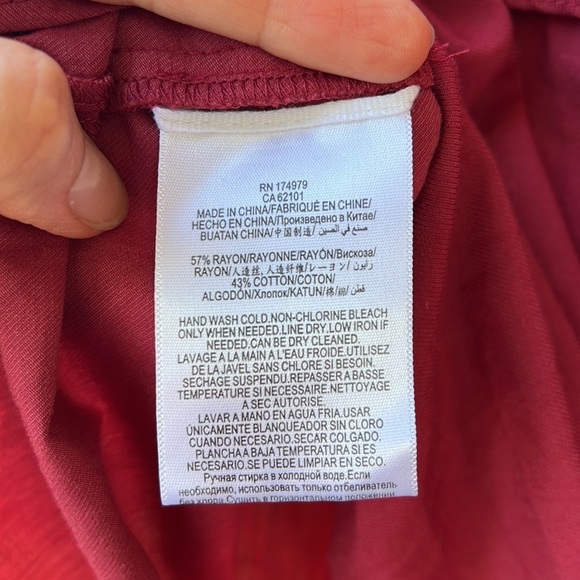 RN 174979
CA 62101
MADE IN CHINA/FABRIQUÉ EN CHINE/
HECHO EN CHINA/Произведено в Китае/
BUATAN CHINA/中国制造/ صنع في الصين/
57% RAYON/RAYONNE/RAYÓN/Вискоза/
RAYON/人造丝, 人造纤维/レーヨン/ رايون/
43% COTTON/COTON/
ALGODÓN/Хлопок/KATUN/棉/綿/ قطن/
HAND WASH COLD.NON-CHLORINE BLEACH
ONLY WHEN NEEDED.LINE DRY.LOW IRON IF
NEEDED.CAN BE DRY CLEANED.
LAVAGE A LA MAIN A L'EAU FROIDE.UTILISEZ
DE LA JAVEL SANS CHLORE SI BESOIN.
SECHAGE SUSPENDU.REPASSER A BASSE
TEMPERATURE SI NECESSAIRE.NETTOYAGE
A SEC AUTORISE.
LAVAR A MANO EN AGUA FRIA.USAR
ÚNICAMENTE BLANQUEADOR SIN CLORO
CUANDO NECESARIO.SECAR COLGADO.
PLANCHA A BAJA TEMPERATURA SI ES
NECESARIO.SE PUEDE LIMPIAR EN SECO.
Ручная стирка в холодной воде.Если
необходимо, использовать только отбеливатель
без хлора.Сушить в горизонтальном положении